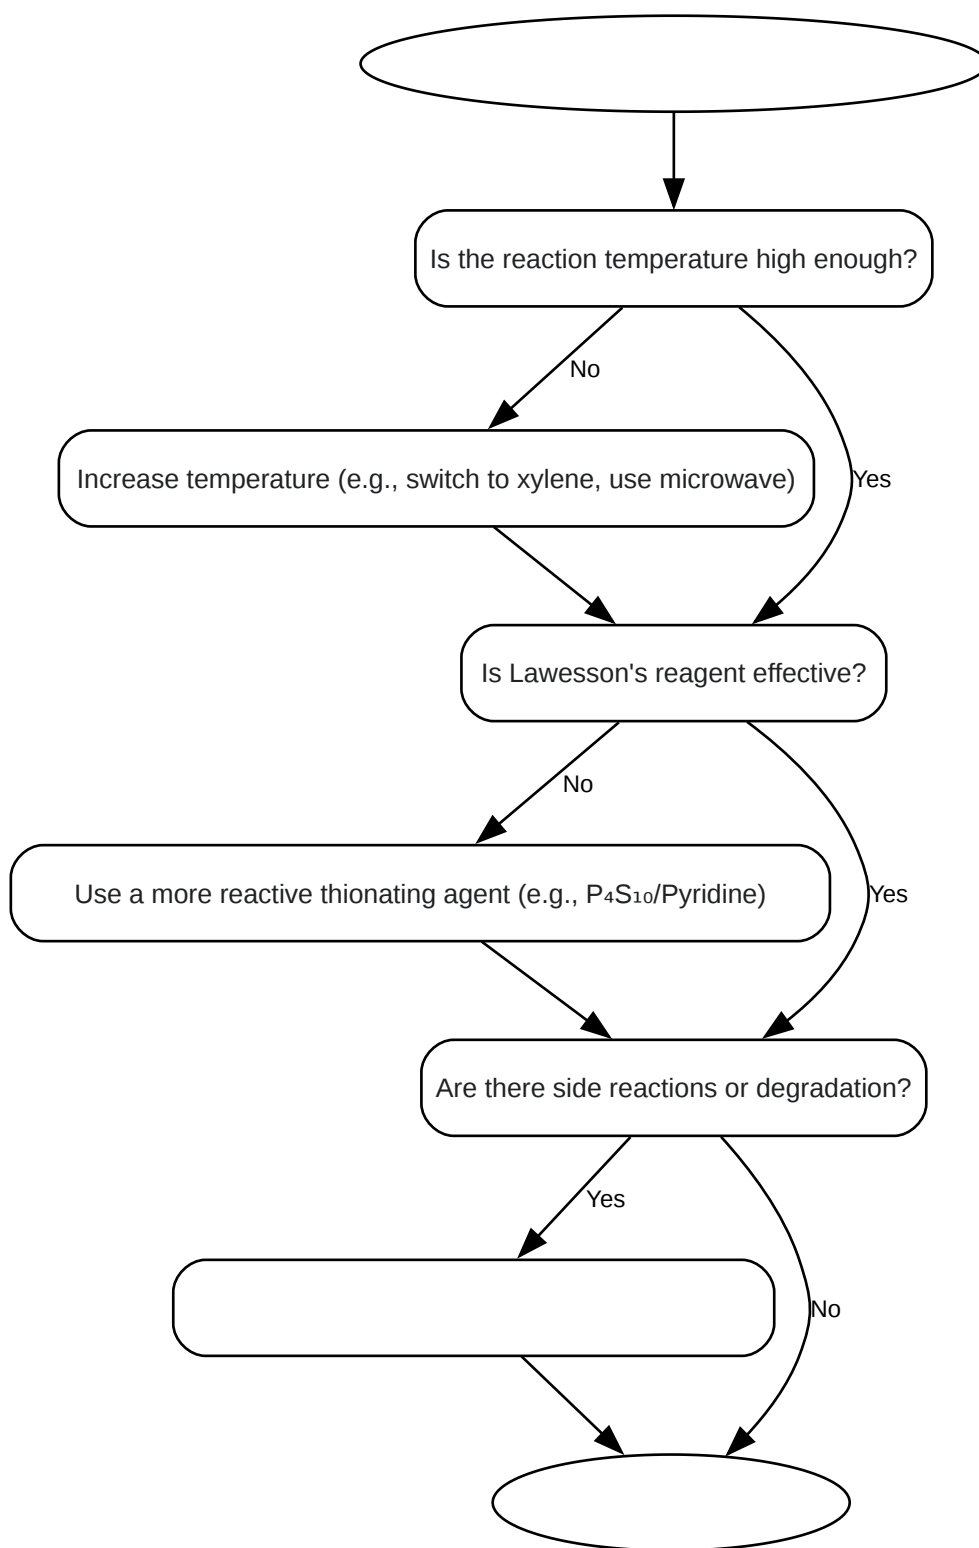 Is the reaction temperature high enough?
No
Increase temperature (e.g., switch to xylene, use microwave)
Yes
Is Lawesson's reagent effective?
No
Use a more reactive thionating agent (e.g., P₄S₁₀/Pyridine)
Yes
Are there side reactions or degradation?
Yes
No